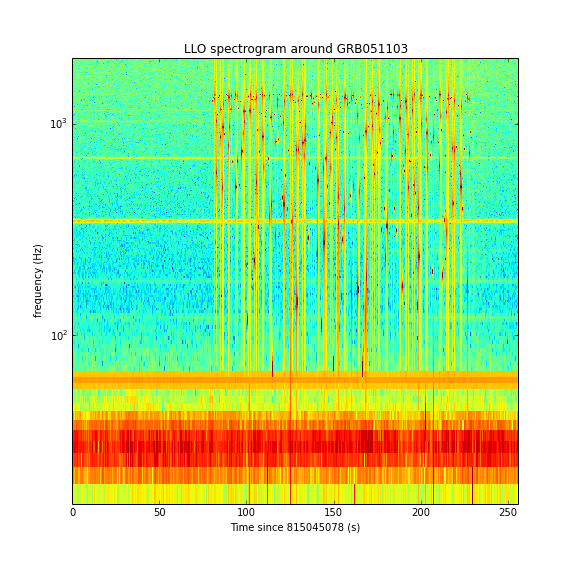 LLO spectrogram around GRB051103
10³
10²
frequency (Hz)
0 50 100 150 200 250
Time since 815045078 (s)